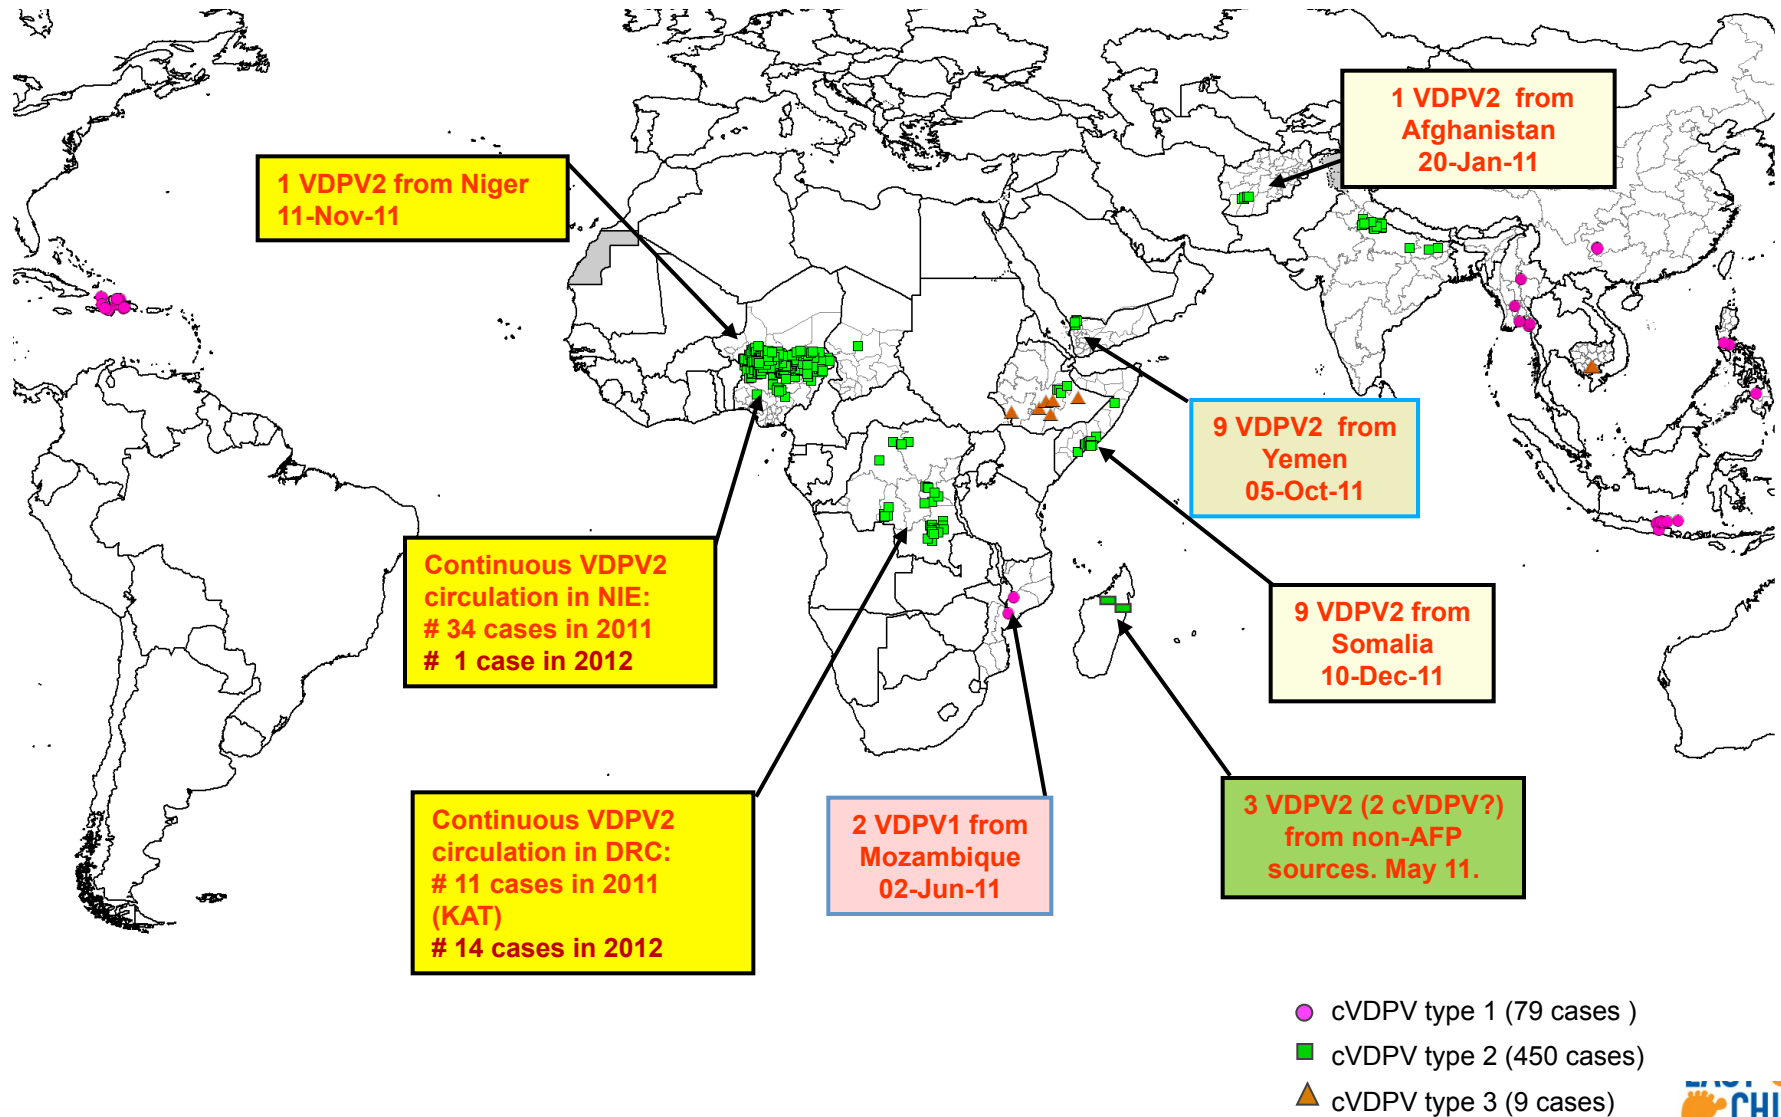 1 VDPV2 from
Afghanistan
20-Jan-11
1 VDPV2 from Niger
11-Nov-11
9 VDPV2 from
Yemen
05-Oct-11
Continuous VDPV2
circulation in NIE:
# 34 cases in 2011
# 1 case in 2012
9 VDPV2 from
Somalia
10-Dec-11
Continuous VDPV2
circulation in DRC:
# 11 cases in 2011
(KAT)
# 14 cases in 2012
2 VDPV1 from
Mozambique
02-Jun-11
3 VDPV2 (2 cVDPV?)
from non-AFP
sources. May 11.
cVDPV type 1 (79 cases )
cVDPV type 2 (450 cases)
cVDPV type 3 (9 cases)